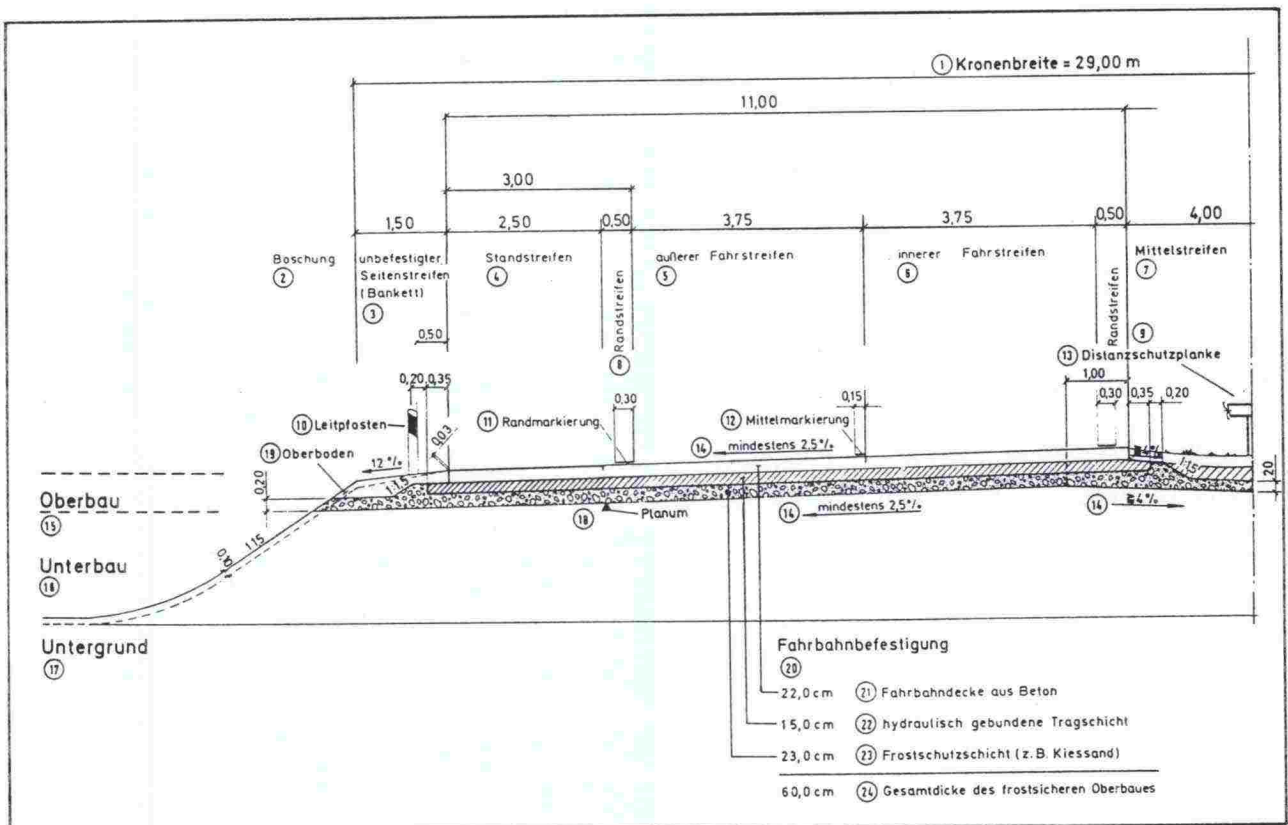 ① Kronenbreite = 29,00 m
11,00
3,00
1,50 2,50 0,50 3,75 3,75 0,50 4,00
Böschung
②
unbefestigter
Seitenstreifen
(Bankett)
③
Standstreifen
④
Randstreifen
⑧
äußerer Fahrstreifen
⑤
innerer Fahrstreifen
⑥
Randstreifen
Mittelstreifen
⑦
⑨
⑬ Distanzschutzplanke
0,50
0,20 0,35
0,30
0,15
1,00
0,30 0,35 0,20
⑩ Leitpfosten
0,03
⑪ Randmarkierung
⑫ Mittelmarkierung
⑭ mindestens 2,5%
⑲ Oberboden
12%
1:1,5
1:1,5
0,20
20
Oberbau
⑮
⑱ Planum
⑭ mindestens 2,5%
⑭ ≧4%
0,10
1:1,5
Unterbau
⑯
Untergrund
⑰
Fahrbahnbefestigung
⑳
22,0 cm ㉑ Fahrbahndecke aus Beton
15,0 cm ㉒ hydraulisch gebundene Tragschicht
23,0 cm ㉓ Frostschutzschicht (z.B. Kiessand)
60,0 cm ㉔ Gesamtdicke des frostsicheren Oberbaues